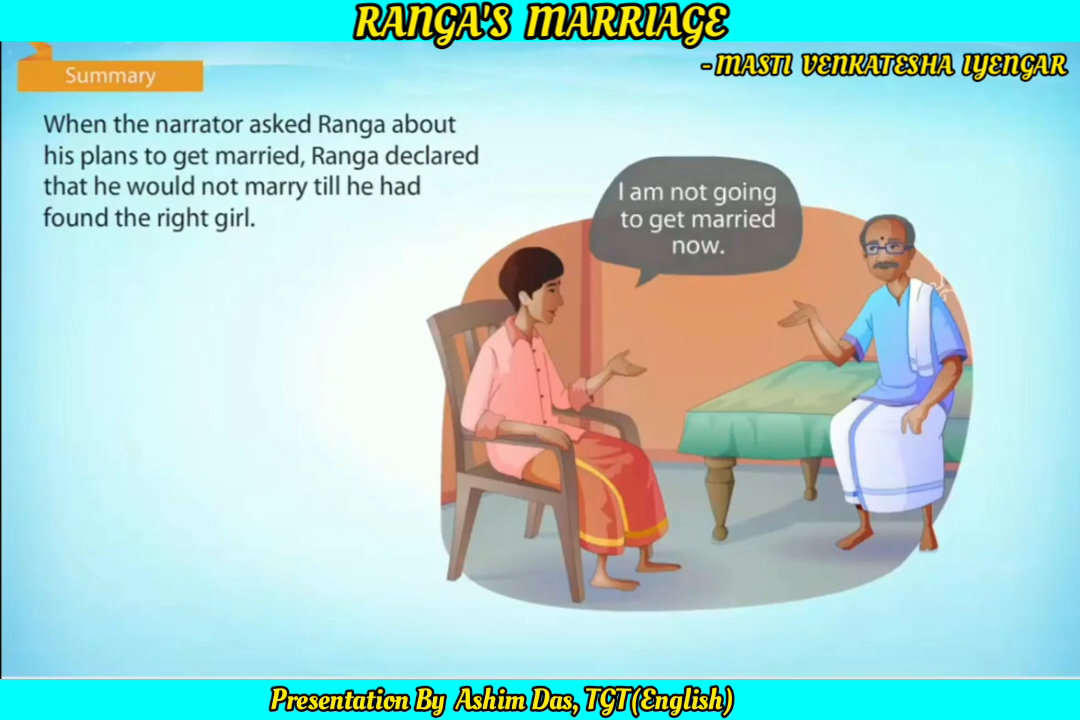 RANGA'S MARRIAGE
- MASTI VENKATESHA IYENGAR
Summary
When the narrator asked Ranga about
his plans to get married, Ranga declared
that he would not marry till he had
found the right girl.
I am not going
to get married
now.
Presentation By Ashim Das, TGT(English)